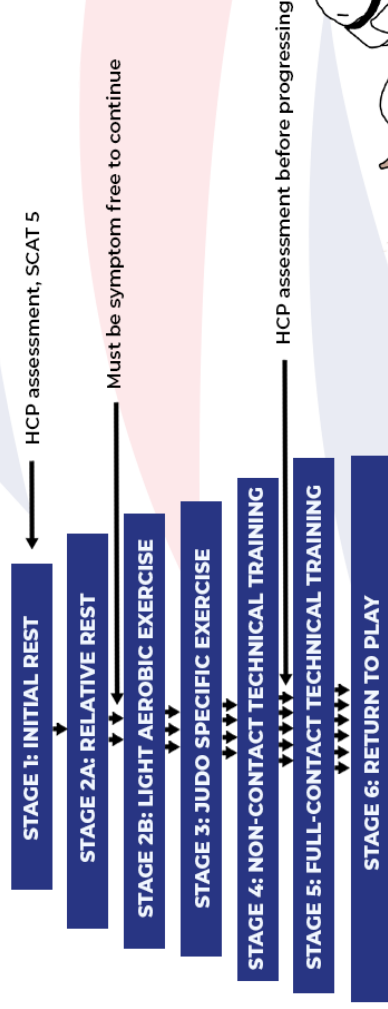 STAGE 1: INITIAL REST
HCP assessment, SCAT 5
STAGE 2A: RELATIVE REST
Must be symptom free to continue
STAGE 2B: LIGHT AEROBIC EXERCISE
STAGE 3: JUDO SPECIFIC EXERCISE
STAGE 4: NON-CONTACT TECHNICAL TRAINING
HCP assessment before progressing
STAGE 5: FULL-CONTACT TECHNICAL TRAINING
STAGE 6: RETURN TO PLAY